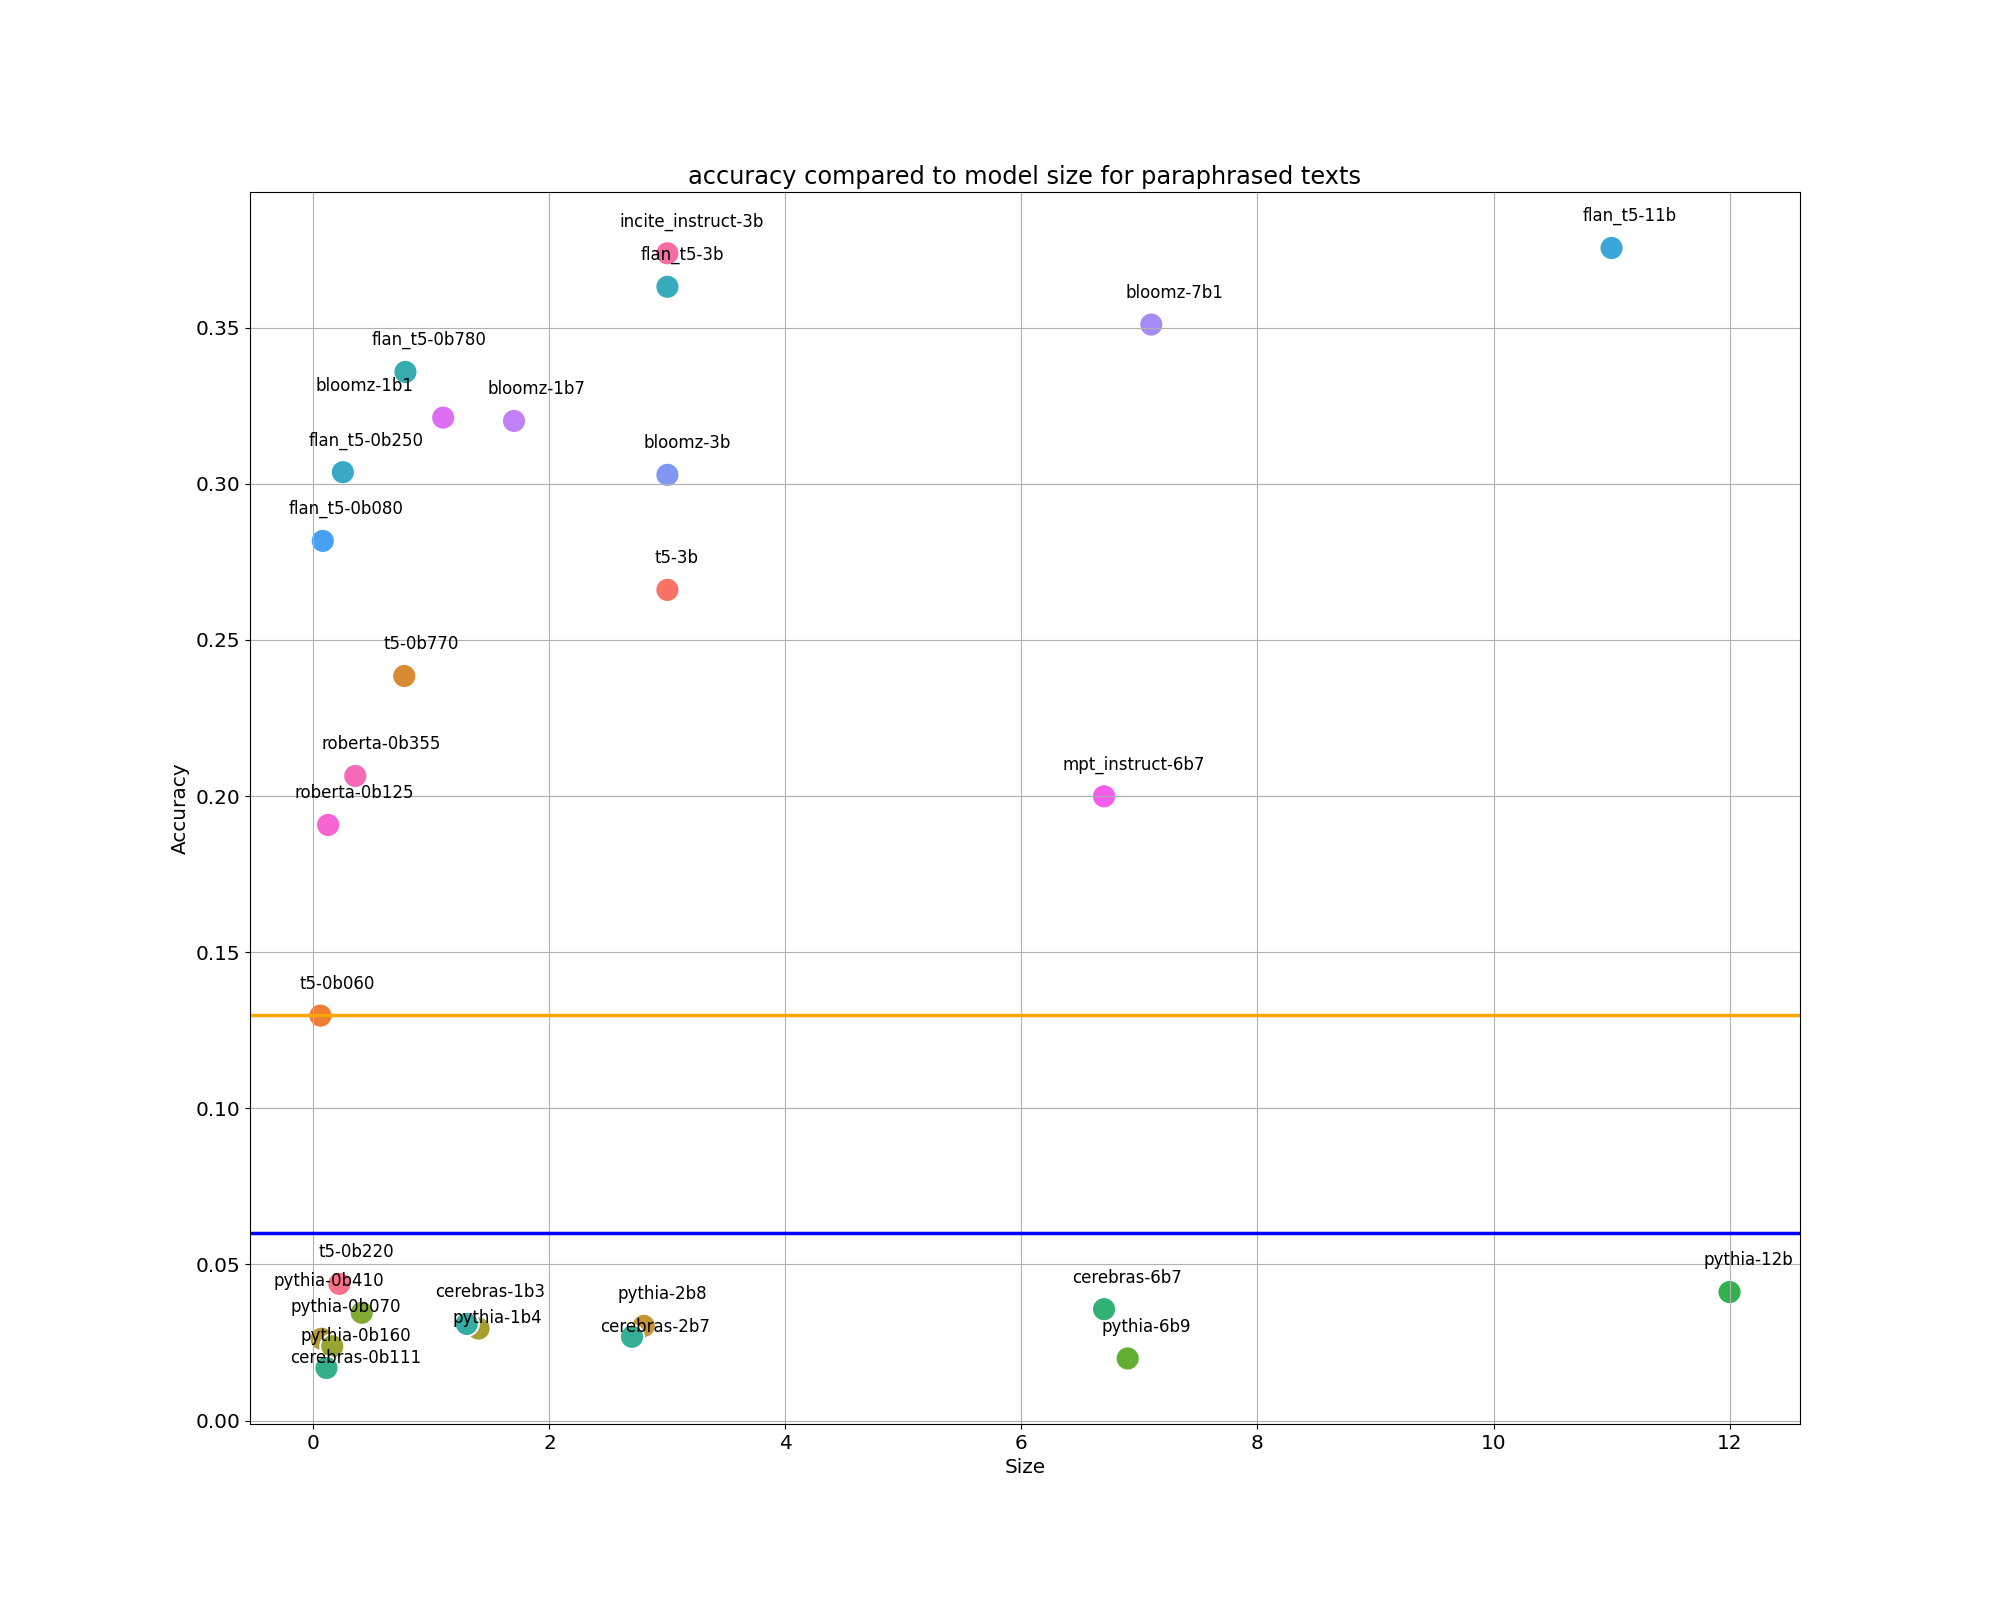 accuracy compared to model size for paraphrased texts
incite_instruct-3b
flan_t5-11b
flan_t5-3b
bloomz-7b1
0.35
flan_t5-0b780
bloomz-1b1
bloomz-1b7
flan_t5-0b250
bloomz-3b
0.30
flan_t5-0b080
t5-3b
0.25
t5-0b770
roberta-0b355
mpt_instruct-6b7
0.20
roberta-0b125
Accuracy
0.15
t5-0b060
0.10
t5-0b220
0.05
pythia-12b
pythia-0b410
cerebras-6b7
cerebras-1b3
pythia-2b8
pythia-0b070
pythia-1b4
cerebras-2b7
pythia-6b9
pythia-0b160
cerebras-0b111
0.00
0 2 4 6 8 10 12
Size